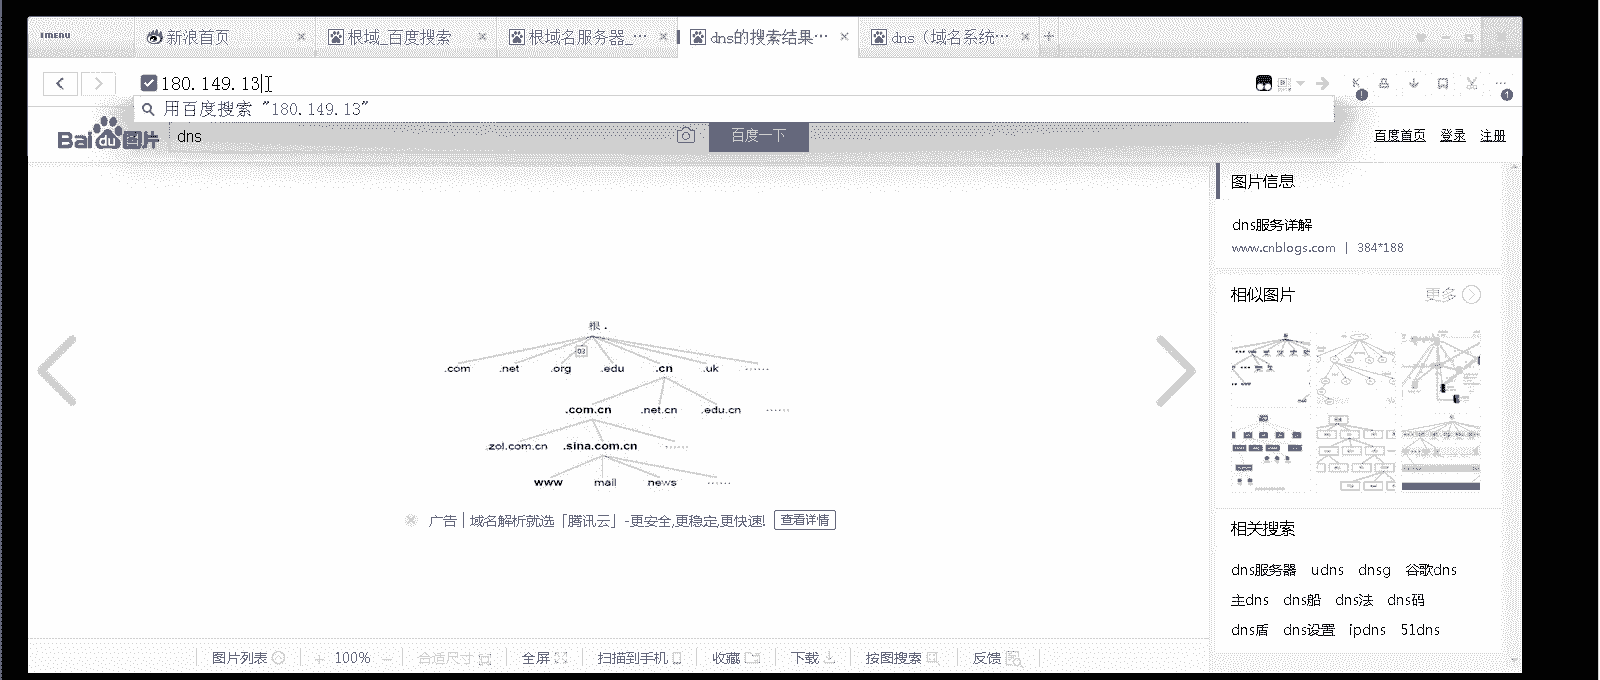 MENU 新浪首页 × 根域_百度搜索 × 根域名服务器_… × dns的搜索结果… × dns（域名系统… × +
180.149.13
用百度搜索 "180.149.13"
Bai du 图片 dns 百度一下 百度首页 登录 注册
图片信息
dns服务详解
www.cnblogs.com | 384*188
相似图片 更多
根 .
.com .net .org .edu .cn .uk ……
.com.cn .net.cn .edu.cn ……
.zol.com.cn .sina.com.cn ……
www mail news ……
广告 | 域名解析就选「腾讯云」-更安全,更稳定,更快速! 查看详情
相关搜索
dns服务器 udns dnsg 谷歌dns
主dns dns船 dns法 dns码
dns盾 dns设置 ipdns 51dns
图片列表 + 100% − 合适尺寸 全屏 扫描到手机 收藏 下载 按图搜索 反馈